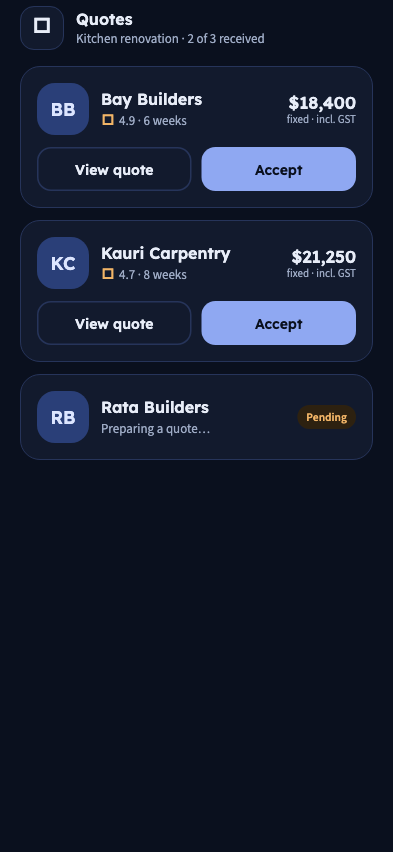 Quotes
Kitchen renovation · 2 of 3 received
BB
Bay Builders
4.9 · 6 weeks
$18,400
fixed · incl. GST
View quote
Accept
KC
Kauri Carpentry
4.7 · 8 weeks
$21,250
fixed · incl. GST
View quote
Accept
RB
Rata Builders
Preparing a quote…
Pending